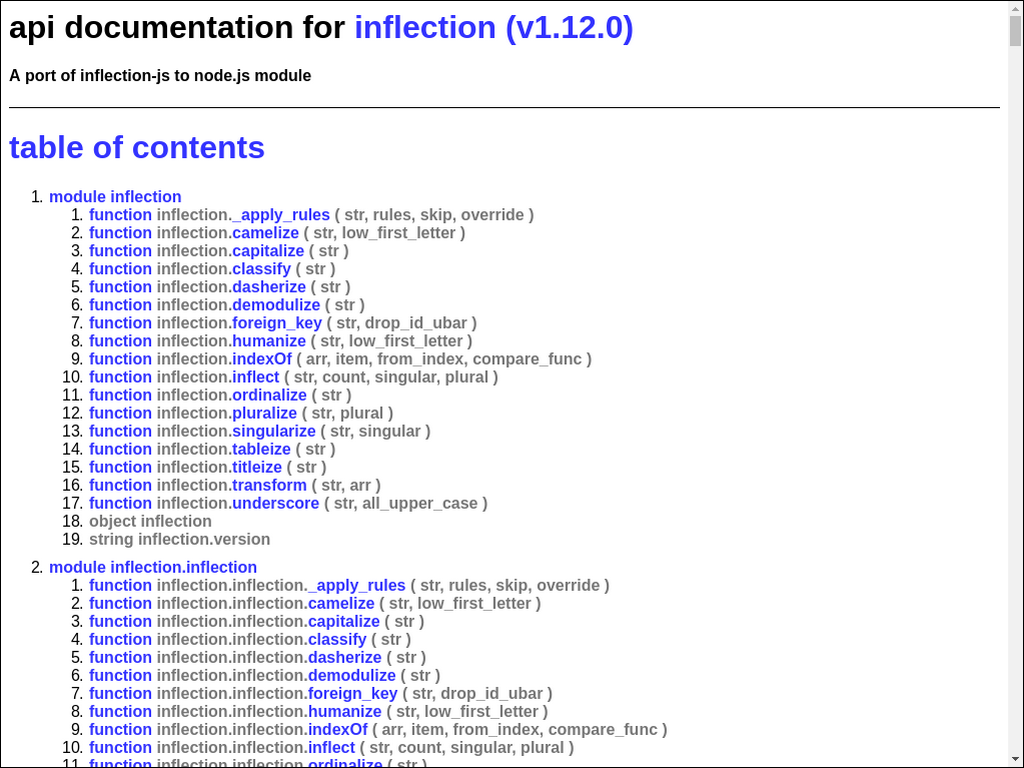 api documentation for inflection (v1.12.0)
A port of inflection-js to node.js module
table of contents
1. module inflection
1. function inflection._apply_rules ( str, rules, skip, override )
2. function inflection.camelize ( str, low_first_letter )
3. function inflection.capitalize ( str )
4. function inflection.classify ( str )
5. function inflection.dasherize ( str )
6. function inflection.demodulize ( str )
7. function inflection.foreign_key ( str, drop_id_ubar )
8. function inflection.humanize ( str, low_first_letter )
9. function inflection.indexOf ( arr, item, from_index, compare_func )
10. function inflection.inflect ( str, count, singular, plural )
11. function inflection.ordinalize ( str )
12. function inflection.pluralize ( str, plural )
13. function inflection.singularize ( str, singular )
14. function inflection.tableize ( str )
15. function inflection.titleize ( str )
16. function inflection.transform ( str, arr )
17. function inflection.underscore ( str, all_upper_case )
18. object inflection
19. string inflection.version
2. module inflection.inflection
1. function inflection.inflection._apply_rules ( str, rules, skip, override )
2. function inflection.inflection.camelize ( str, low_first_letter )
3. function inflection.inflection.capitalize ( str )
4. function inflection.inflection.classify ( str )
5. function inflection.inflection.dasherize ( str )
6. function inflection.inflection.demodulize ( str )
7. function inflection.inflection.foreign_key ( str, drop_id_ubar )
8. function inflection.inflection.humanize ( str, low_first_letter )
9. function inflection.inflection.indexOf ( arr, item, from_index, compare_func )
10. function inflection.inflection.inflect ( str, count, singular, plural )
11. function inflection.inflection.ordinalize ( str )